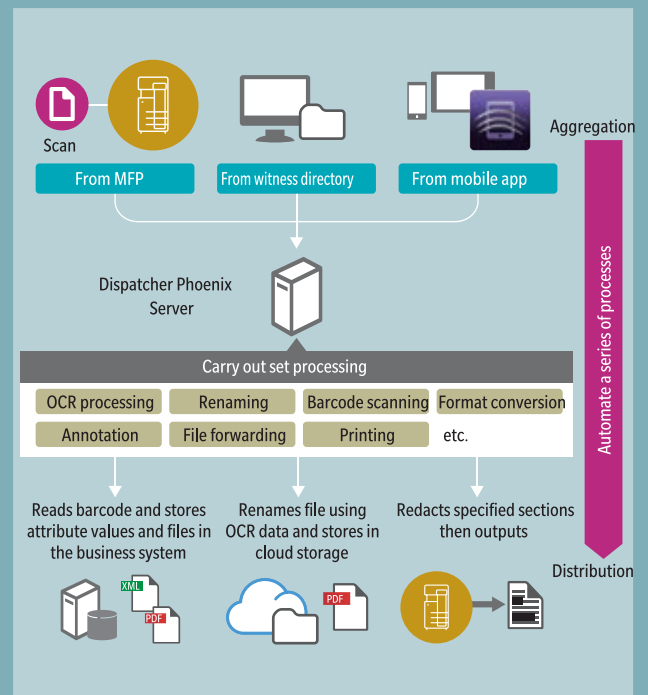 Scan
Aggregation
From MFP
From witness directory
From mobile app
Dispatcher Phoenix
Server
Automate a series of processes
Carry out set processing
OCR processing
Renaming
Barcode scanning
Format conversion
Annotation
File forwarding
Printing
etc.
Reads barcode and stores
attribute values and files in
the business system
Renames file using
OCR data and stores in
cloud storage
Redacts specified sections
then outputs
Distribution
XML
PDF
PDF